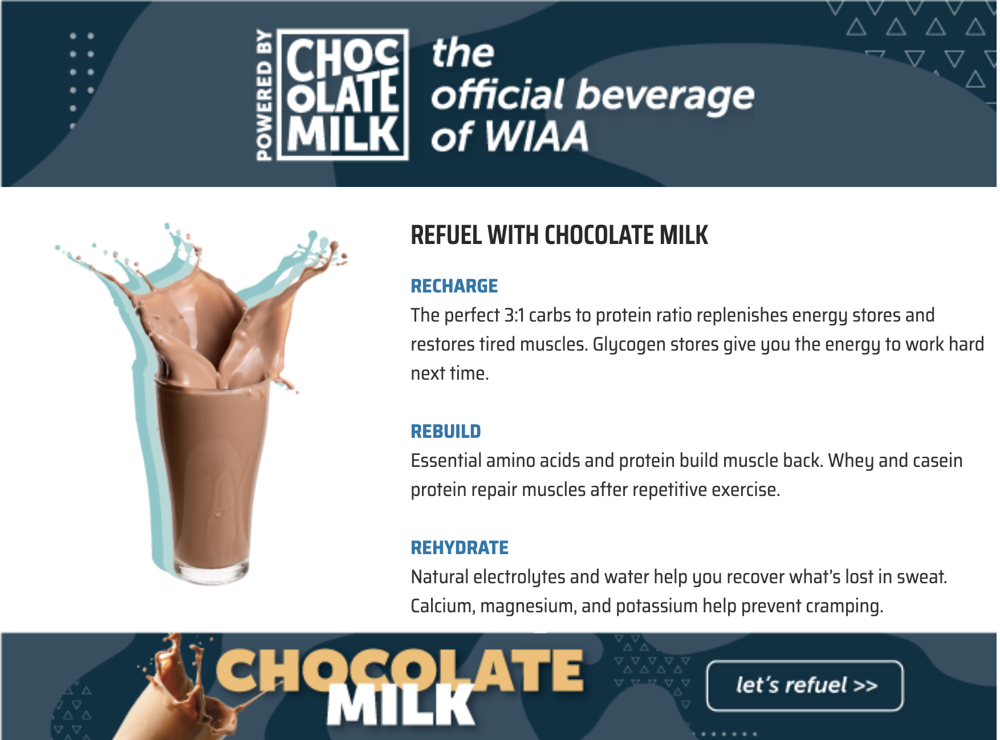 POWERED BY
CHOC
OLATE
MILK
the
official beverage
of WIAA
REFUEL WITH CHOCOLATE MILK
RECHARGE
The perfect 3:1 carbs to protein ratio replenishes energy stores and
restores tired muscles. Glycogen stores give you the energy to work hard
next time.
REBUILD
Essential amino acids and protein build muscle back. Whey and casein
protein repair muscles after repetitive exercise.
REHYDRATE
Natural electrolytes and water help you recover what’s lost in sweat.
Calcium, magnesium, and potassium help prevent cramping.
CHOCOLATE
MILK
let’s refuel >>